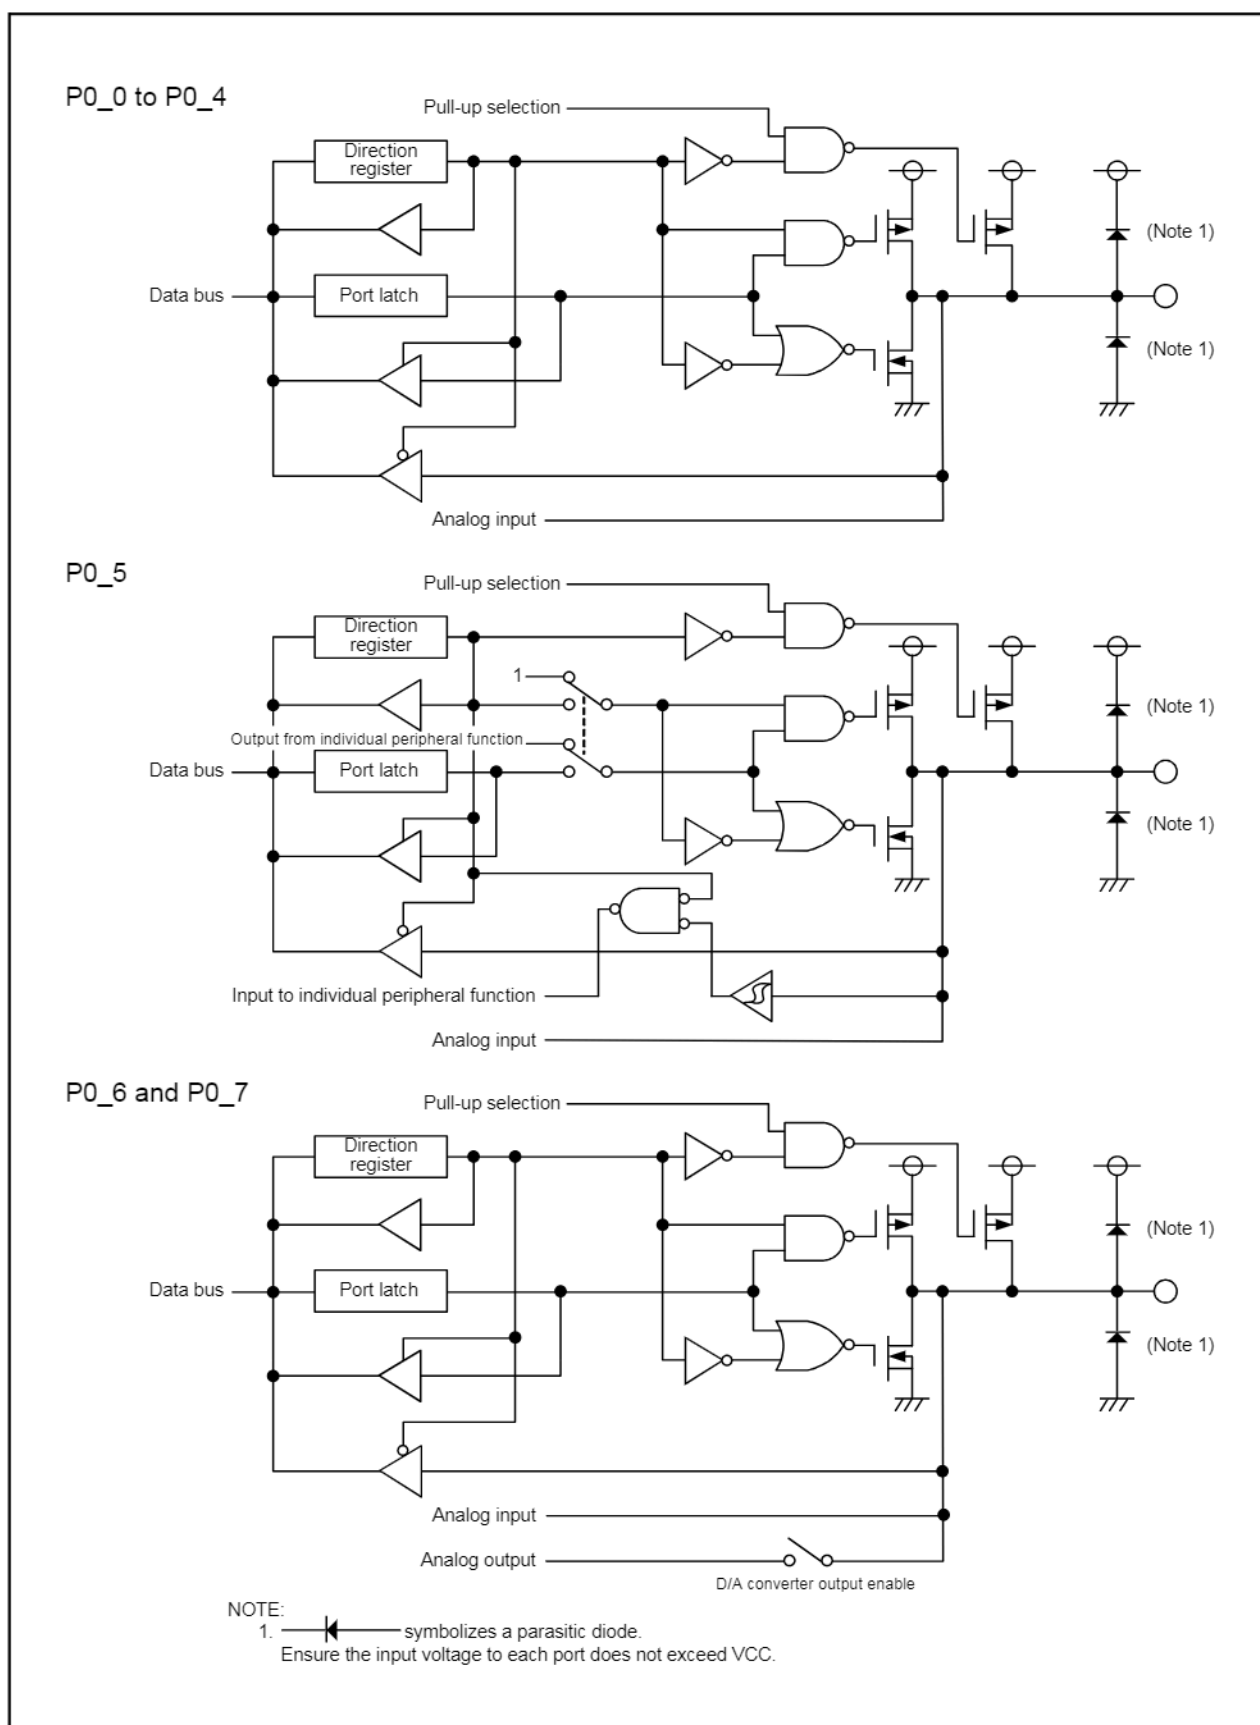 P0_0 to P0_4
Pull-up selection
Direction
register
(Note 1)
Data bus
Port latch
(Note 1)
Analog input
P0_5
Pull-up selection
Direction
register
1
(Note 1)
Output from individual peripheral function
Data bus
Port latch
(Note 1)
Input to individual peripheral function
Analog input
P0_6 and P0_7
Pull-up selection
Direction
register
(Note 1)
Data bus
Port latch
(Note 1)
Analog input
Analog output
D/A converter output enable
NOTE:
1. symbolizes a parasitic diode.
Ensure the input voltage to each port does not exceed VCC.